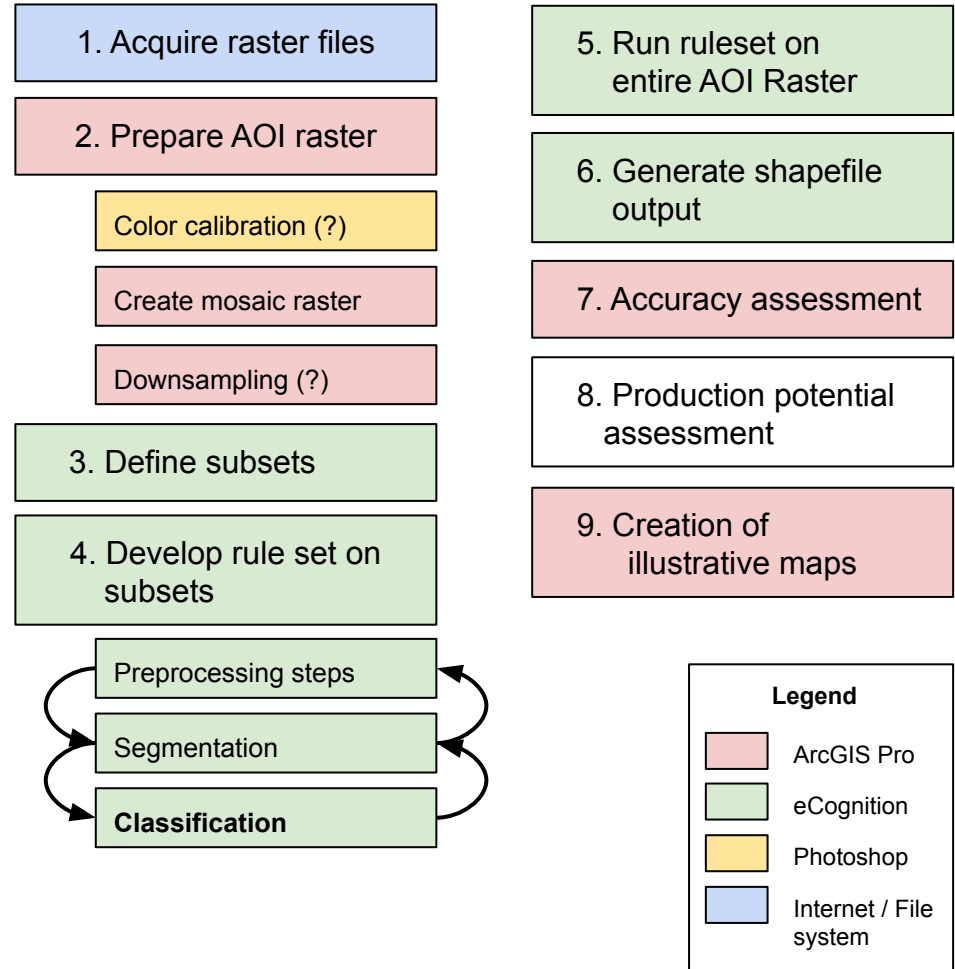 1. Acquire raster files
2. Prepare AOI raster
Color calibration (?)
Create mosaic raster
Downsampling (?)
3. Define subsets
4. Develop rule set on
subsets
Preprocessing steps
Segmentation
Classification
5. Run ruleset on
entire AOI Raster
6. Generate shapefile
output
7. Accuracy assessment
8. Production potential
assessment
9. Creation of
illustrative maps
Legend
ArcGIS Pro
eCognition
Photoshop
Internet / File
system